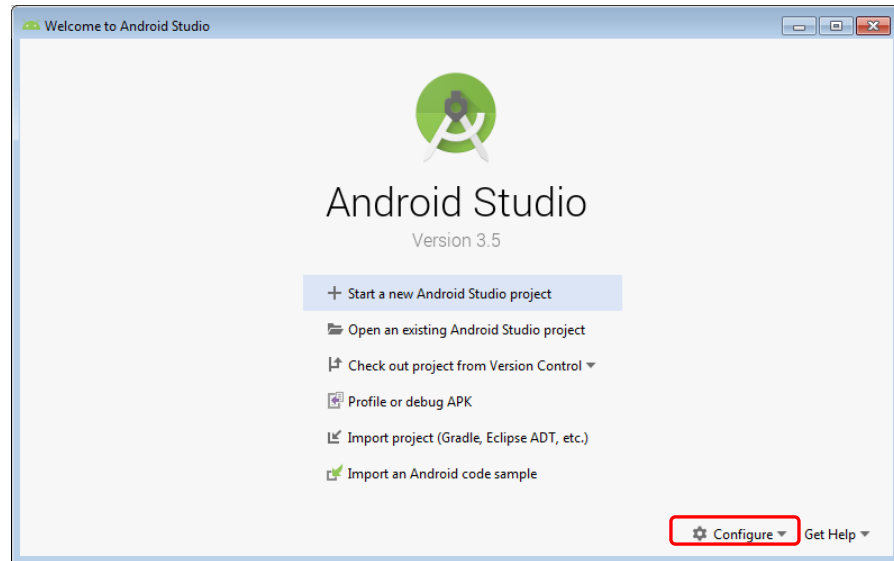 Welcome to Android Studio
Android Studio
Version 3.5
Start a new Android Studio project
Open an existing Android Studio project
Check out project from Version Control
Profile or debug APK
Import project (Gradle, Eclipse ADT, etc.)
Import an Android code sample
Configure Get Help